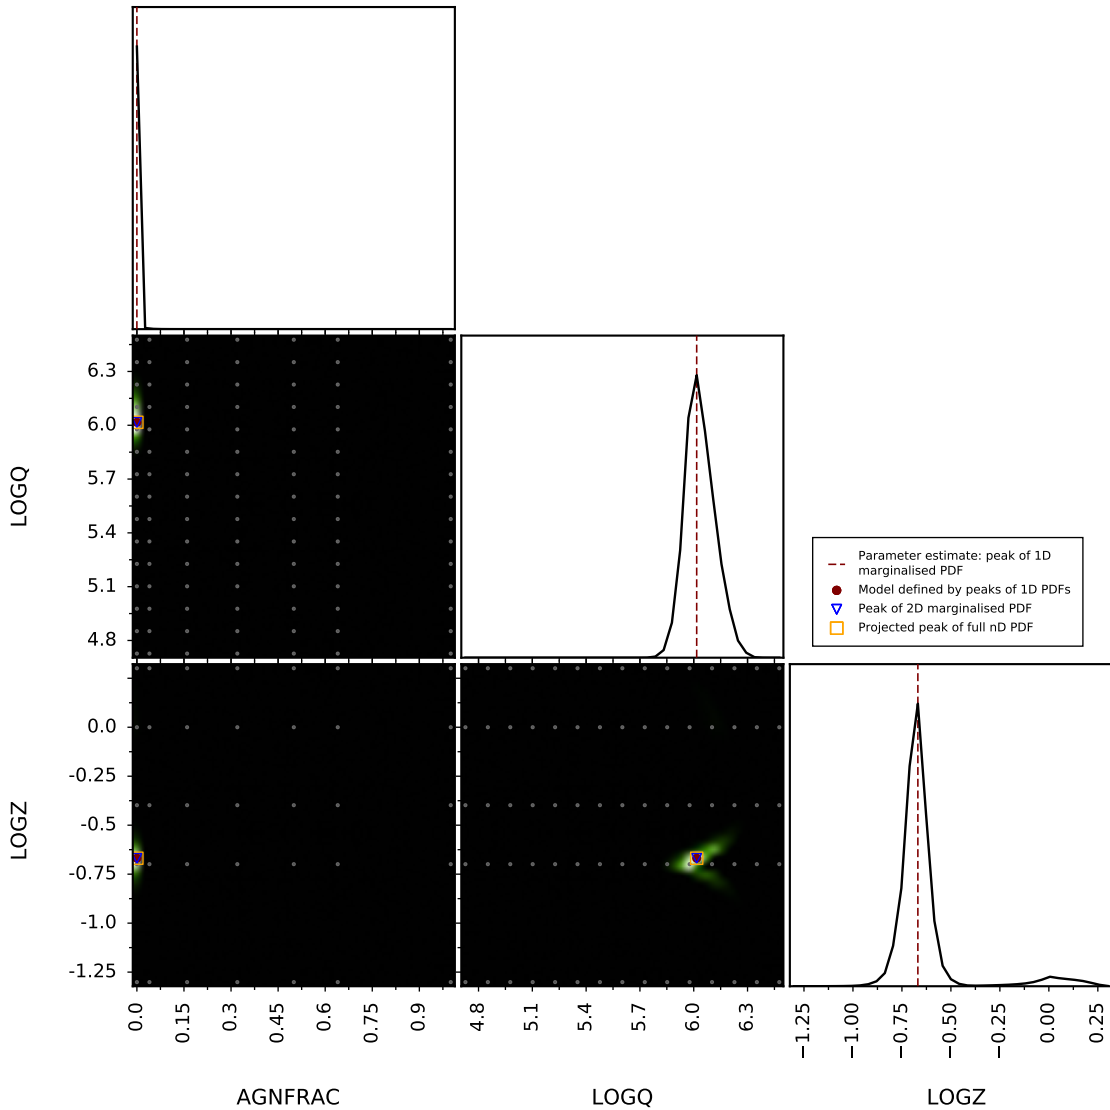 6.3
6.0
5.7
5.4
5.1
4.8
LOGQ
Parameter estimate: peak of 1D
marginalised PDF
Model defined by peaks of 1D PDFs
Peak of 2D marginalised PDF
Projected peak of full nD PDF
0.0
-0.25
-0.5
-0.75
-1.0
-1.25
LOGZ
0.0 0.15 0.3 0.45 0.6 0.75 0.9
4.8 5.1 5.4 5.7 6.0 6.3
−1.25 −1.00 −0.75 −0.50 −0.25 0.00 0.25
AGNFRAC LOGQ LOGZ